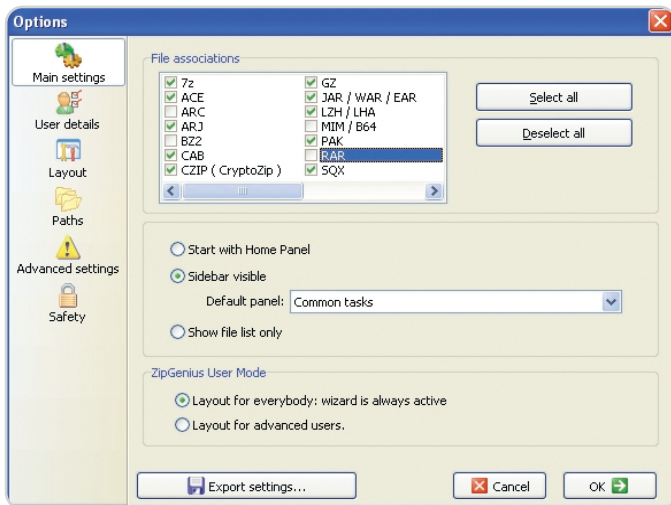 Options
Main settings
User details
Layout
Paths
Advanced settings
Safety
File associations
7z
ACE
ARC
ARJ
BZ2
CAB
CZIP ( CryptoZip )
GZ
JAR / WAR / EAR
LZH / LHA
MIM / B64
PAK
RAR
SQX
Select all
Deselect all
Start with Home Panel
Sidebar visible
Default panel: Common tasks
Show file list only
ZipGenius User Mode
Layout for everybody: wizard is always active
Layout for advanced users.
Export settings...
Cancel
OK